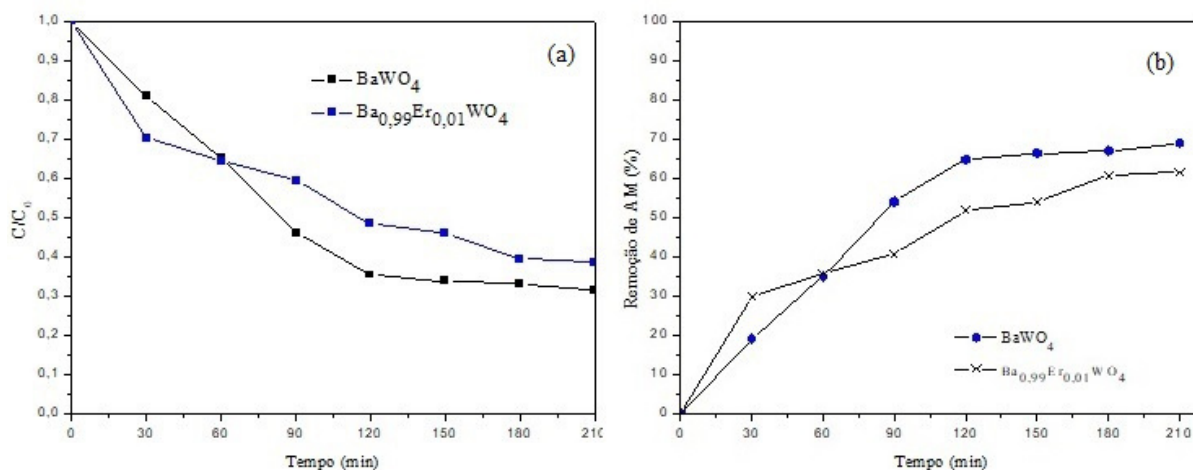 1,0
0,9
0,8
0,7
0,6
0,5
0,4
0,3
0,2
0,1
0,0
C/C₀
0 30 60 90 120 150 180 210
Tempo (min)
(a)
BaWO₄
Ba₀,₉₉Er₀,₀₁WO₄
100
90
80
70
60
50
40
30
20
10
0
Remoção de AM (%)
0 30 60 90 120 150 180 210
Tempo (min)
(b)
BaWO₄
Ba₀,₉₉Er₀,₀₁WO₄